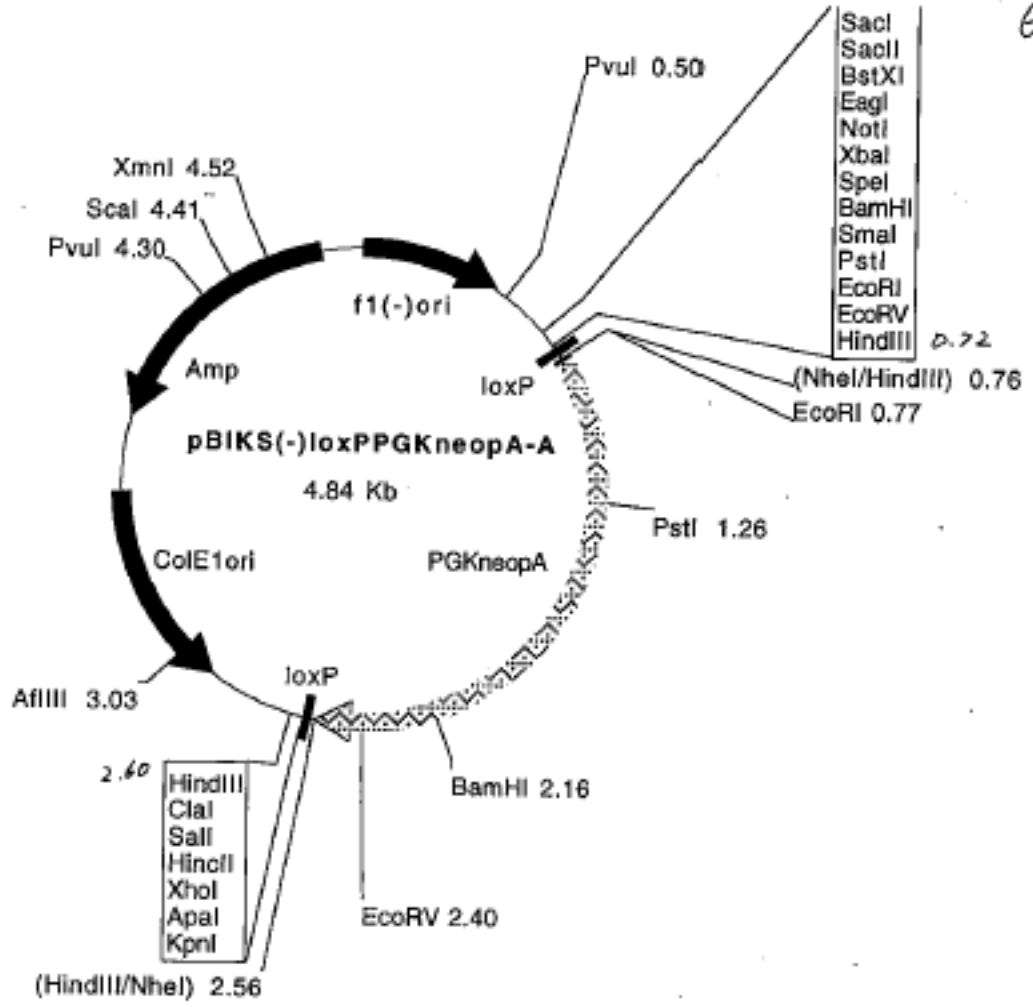 SacI
SacII
BstXI
EagI
NotI
XbaI
SpeI
BamHI
SmaI
PstI
EcoRI
EcoRV
HindIII 0.72
(NheI/HindIII) 0.76
EcoRI 0.77
PvuI 0.50
XmnI 4.52
ScaI 4.41
PvuI 4.30
f1(-)ori
Amp
loxP
pBlKS(-)loxPPGKneopA-A
4.84 Kb
PstI 1.26
ColE1ori
PGKneopA
loxP
AflIII 3.03
2.60
HindIII
ClaI
SalI
HincII
XhoI
ApaI
KpnI
BamHI 2.16
EcoRV 2.40
(HindIII/NheI) 2.56